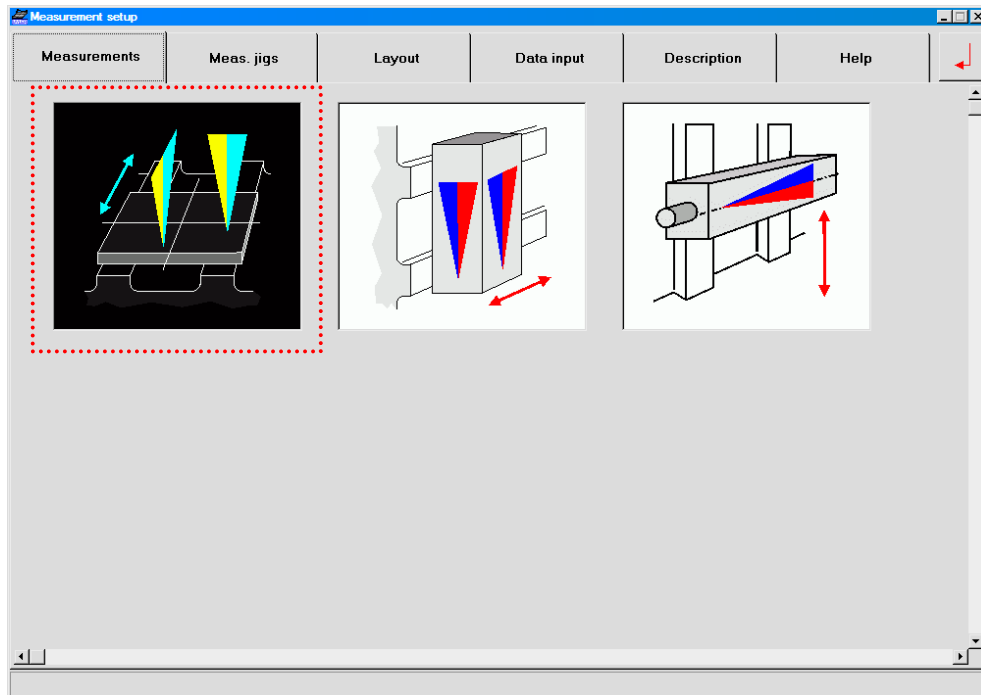 Measurement setup
Measurements
Meas. jigs
Layout
Data input
Description
Help